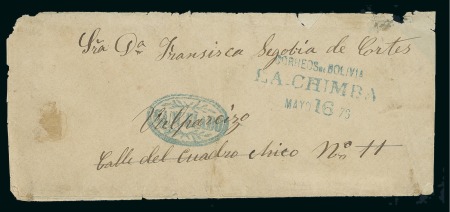 Sra Da Fransisca Segobia de Cortes
CORREOS DE BOLIVIA
LA CHIMBA
MAYO 16 76
Valparaizo
Calle del Cuadro chico No 11